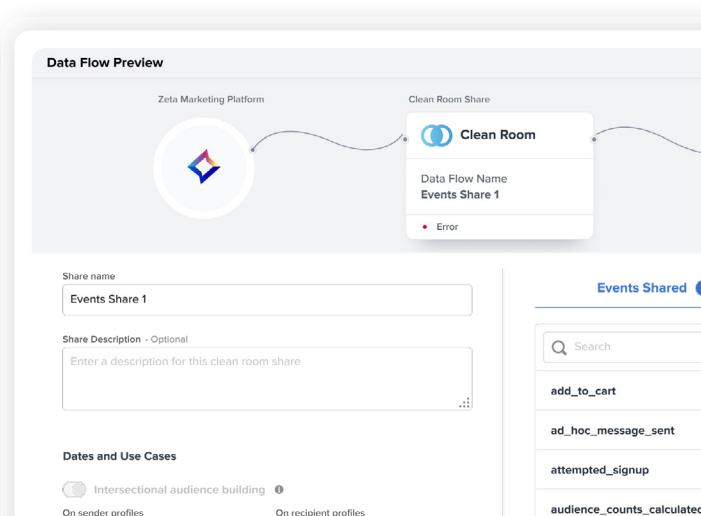 Data Flow Preview
Zeta Marketing Platform
Clean Room Share
Clean Room
Data Flow Name
Events Share 1
Error
Share name
Events Share 1
Share Description - Optional
Enter a description for this clean room share
Dates and Use Cases
Intersectional audience building
On sender profiles
On recipient profiles
Events Shared
Search
add_to_cart
ad_hoc_message_sent
attempted_signup
audience_counts_calculated